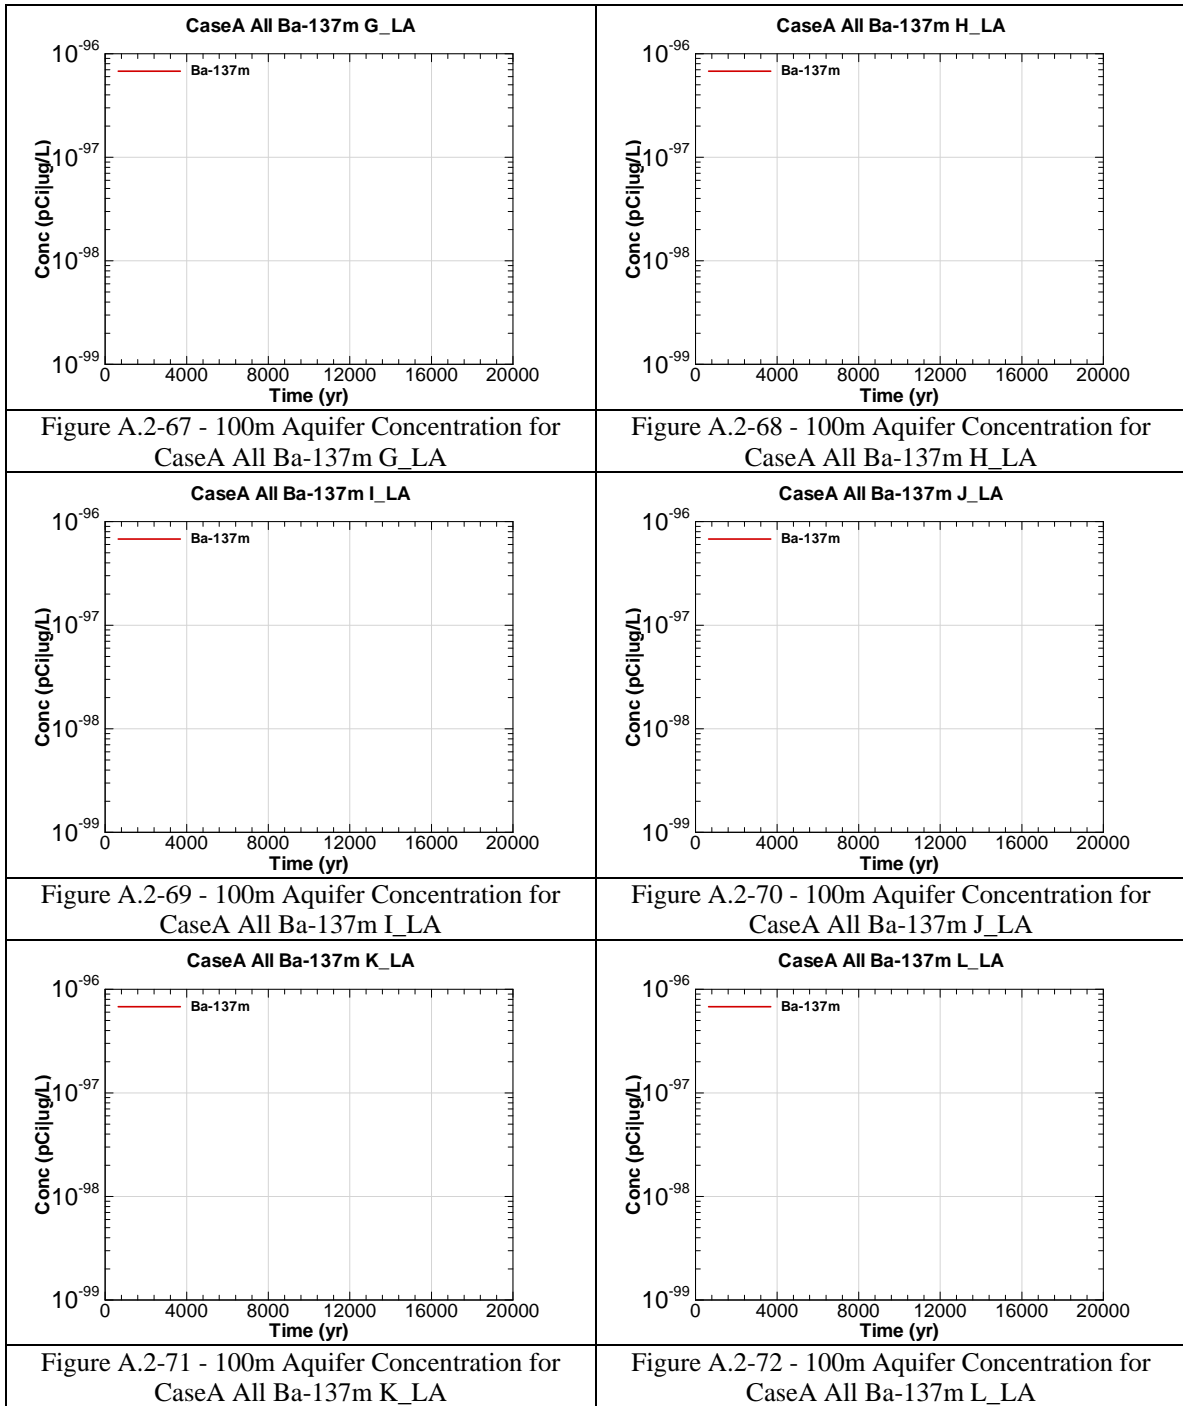 CaseA All Ba-137m G_LA
10^-96
Ba-137m
10^-97
Conc (pCi|ug/L)
10^-98
10^-99
0 4000 8000 12000 16000 20000
Time (yr)
Figure A.2-67 - 100m Aquifer Concentration for
CaseA All Ba-137m G_LA
CaseA All Ba-137m H_LA
10^-96
Ba-137m
10^-97
Conc (pCi|ug/L)
10^-98
10^-99
0 4000 8000 12000 16000 20000
Time (yr)
Figure A.2-68 - 100m Aquifer Concentration for
CaseA All Ba-137m H_LA
CaseA All Ba-137m I_LA
10^-96
Ba-137m
10^-97
Conc (pCi|ug/L)
10^-98
10^-99
0 4000 8000 12000 16000 20000
Time (yr)
Figure A.2-69 - 100m Aquifer Concentration for
CaseA All Ba-137m I_LA
CaseA All Ba-137m J_LA
10^-96
Ba-137m
10^-97
Conc (pCi|ug/L)
10^-98
10^-99
0 4000 8000 12000 16000 20000
Time (yr)
Figure A.2-70 - 100m Aquifer Concentration for
CaseA All Ba-137m J_LA
CaseA All Ba-137m K_LA
10^-96
Ba-137m
10^-97
Conc (pCi|ug/L)
10^-98
10^-99
0 4000 8000 12000 16000 20000
Time (yr)
Figure A.2-71 - 100m Aquifer Concentration for
CaseA All Ba-137m K_LA
CaseA All Ba-137m L_LA
10^-96
Ba-137m
10^-97
Conc (pCi|ug/L)
10^-98
10^-99
0 4000 8000 12000 16000 20000
Time (yr)
Figure A.2-72 - 100m Aquifer Concentration for
CaseA All Ba-137m L_LA